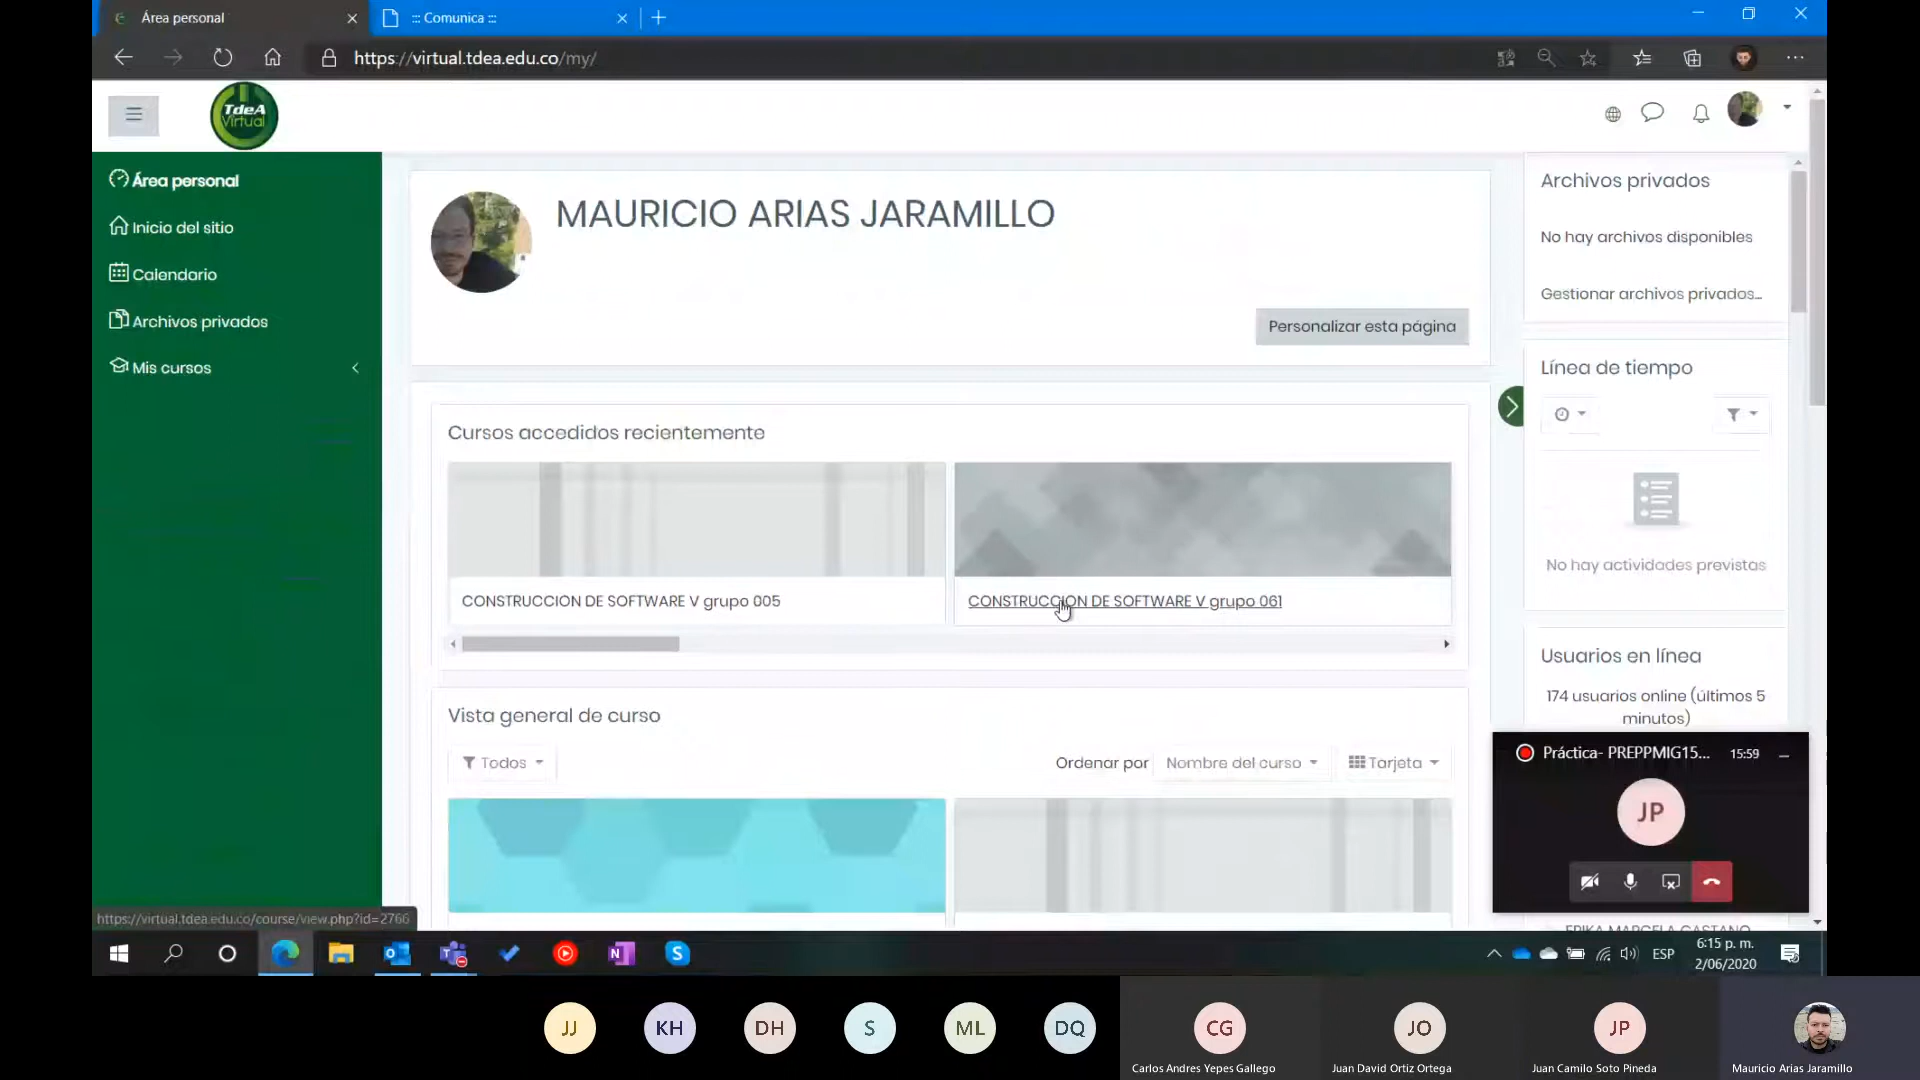 Área personal
::: Comunica :::
https://virtual.tdea.edu.co/my/
TdeA
Virtual
Área personal
Inicio del sitio
Calendario
Archivos privados
Mis cursos
MAURICIO ARIAS JARAMILLO
Personalizar esta página
Cursos accedidos recientemente
CONSTRUCCION DE SOFTWARE V grupo 005
CONSTRUCCION DE SOFTWARE V grupo 061
Vista general de curso
Todos
Ordenar por
Nombre del curso
Tarjeta
Archivos privados
No hay archivos disponibles
Gestionar archivos privados...
Línea de tiempo
No hay actividades previstas
Usuarios en línea
174 usuarios online (últimos 5
minutos)
Práctica- PREPPMIG15...
15:59
JP
ERIKA MARCELA CASTANO
https://virtual.tdea.edu.co/course/view.php?id=2766
ESP
6:15 p. m.
2/06/2020
JJ
KH
DH
S
ML
DQ
CG
JO
JP
Carlos Andres Yepes Gallego
Juan David Ortiz Ortega
Juan Camilo Soto Pineda
Mauricio Arias Jaramillo